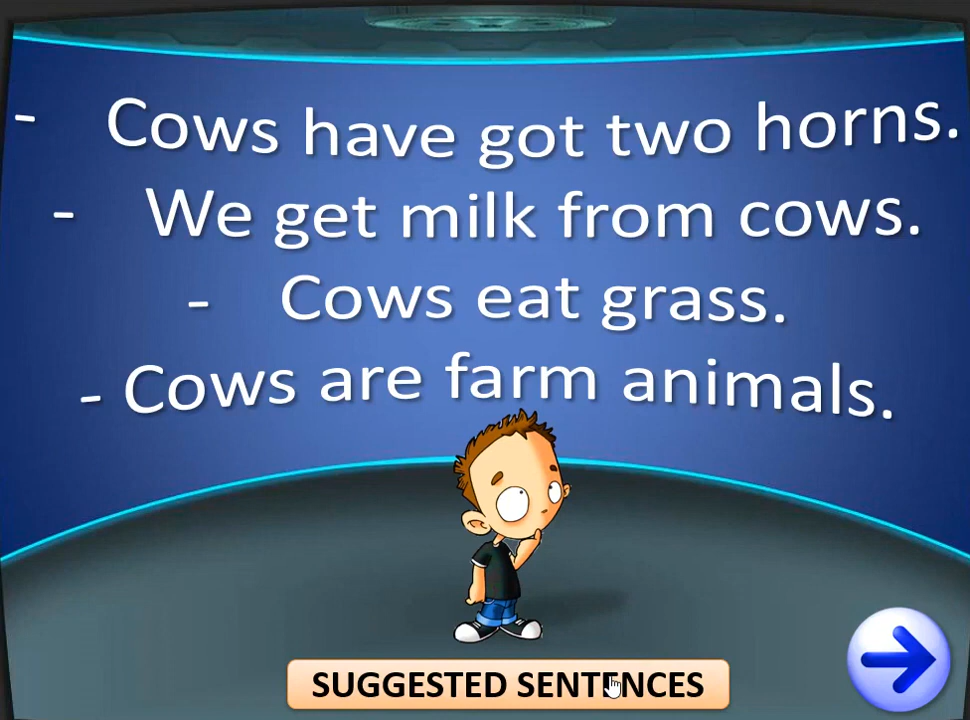 - Cows have got two horns.
- We get milk from cows.
- Cows eat grass.
- Cows are farm animals.
SUGGESTED SENTENCES